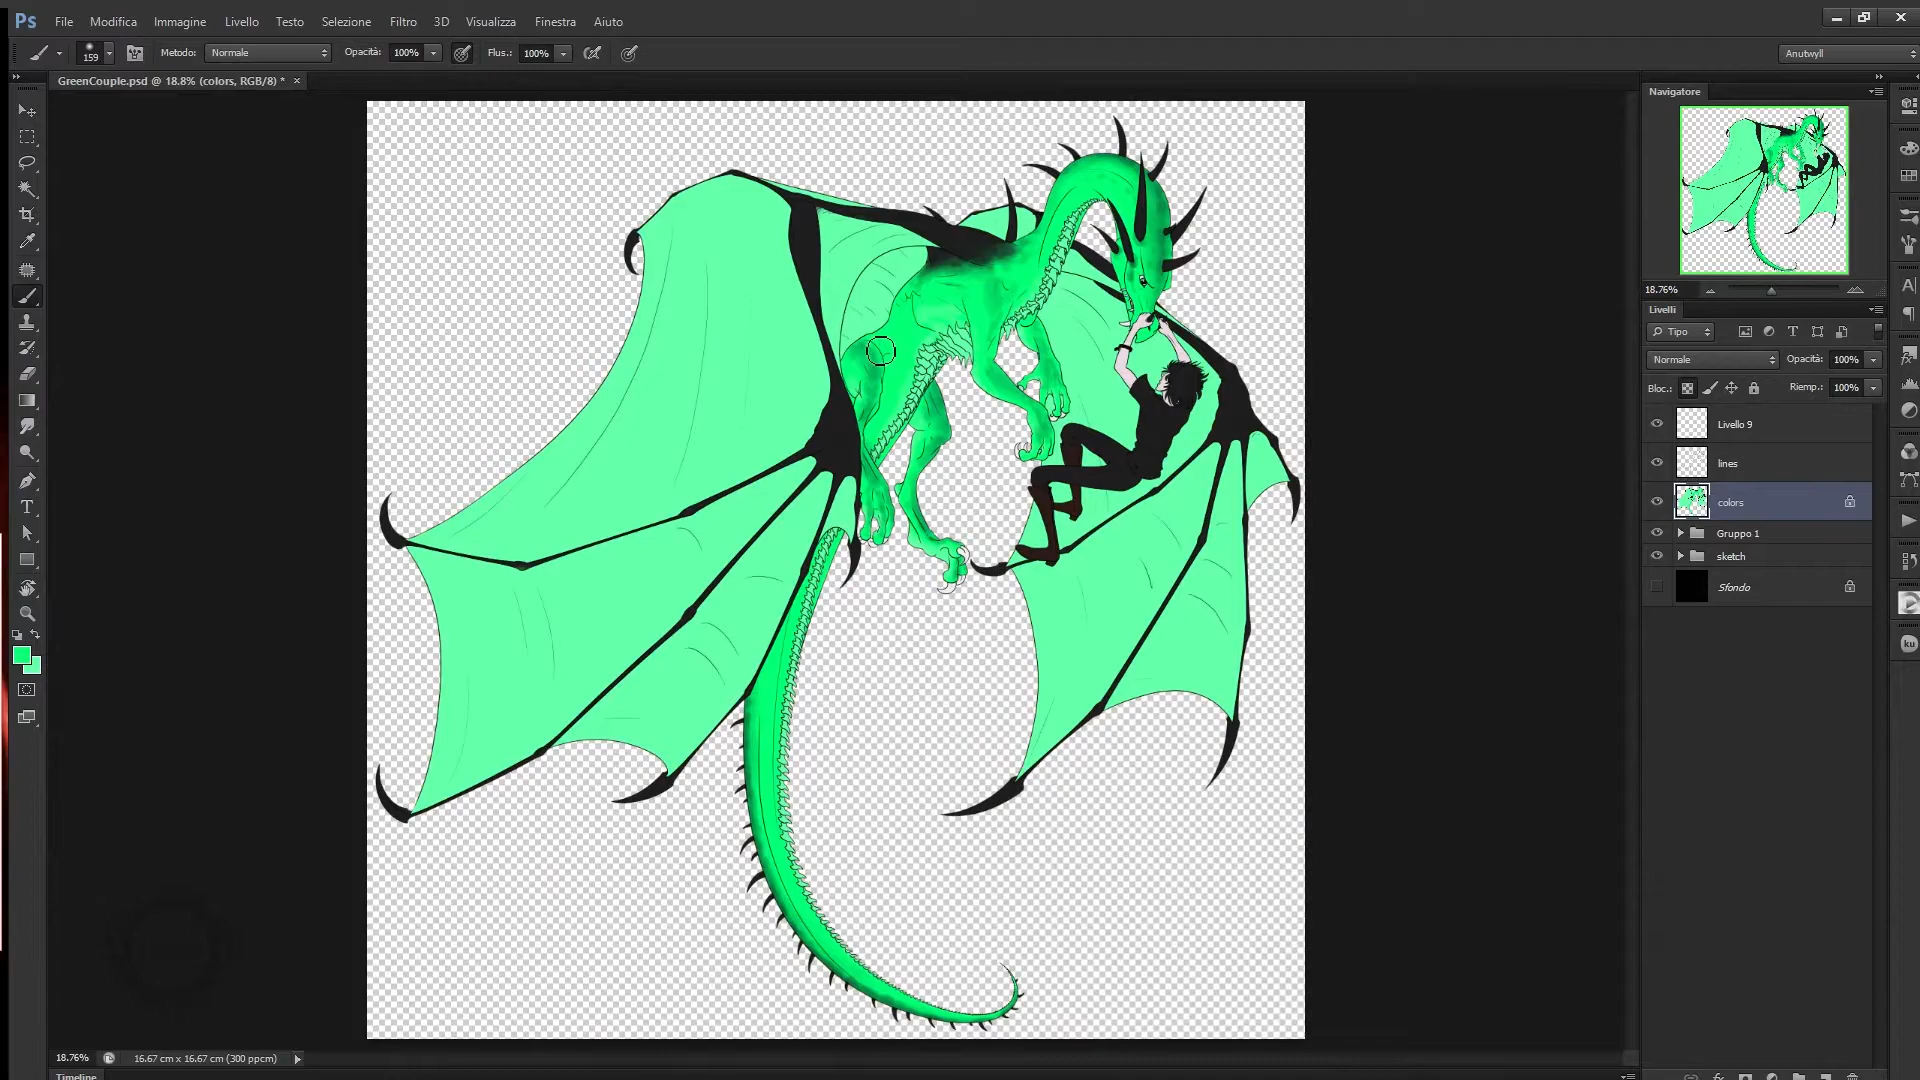 Ps File Modifica Immagine Livello Testo Selezione Filtro 3D Visualizza Finestra Aiuto
159 Metodo: Normale Opacità: 100% Flus.: 100% Anutwyll
GreenCouple.psd @ 18.8% (colors, RGB/8) * ×
Navigatore
18.76%
Livelli
Tipo
Normale Opacità: 100%
Bloc.: Riemp.: 100%
Livello 9
lines
colors
Gruppo 1
sketch
Sfondo
ku
18.76% 16.67 cm x 16.67 cm (300 ppcm)
Timeline